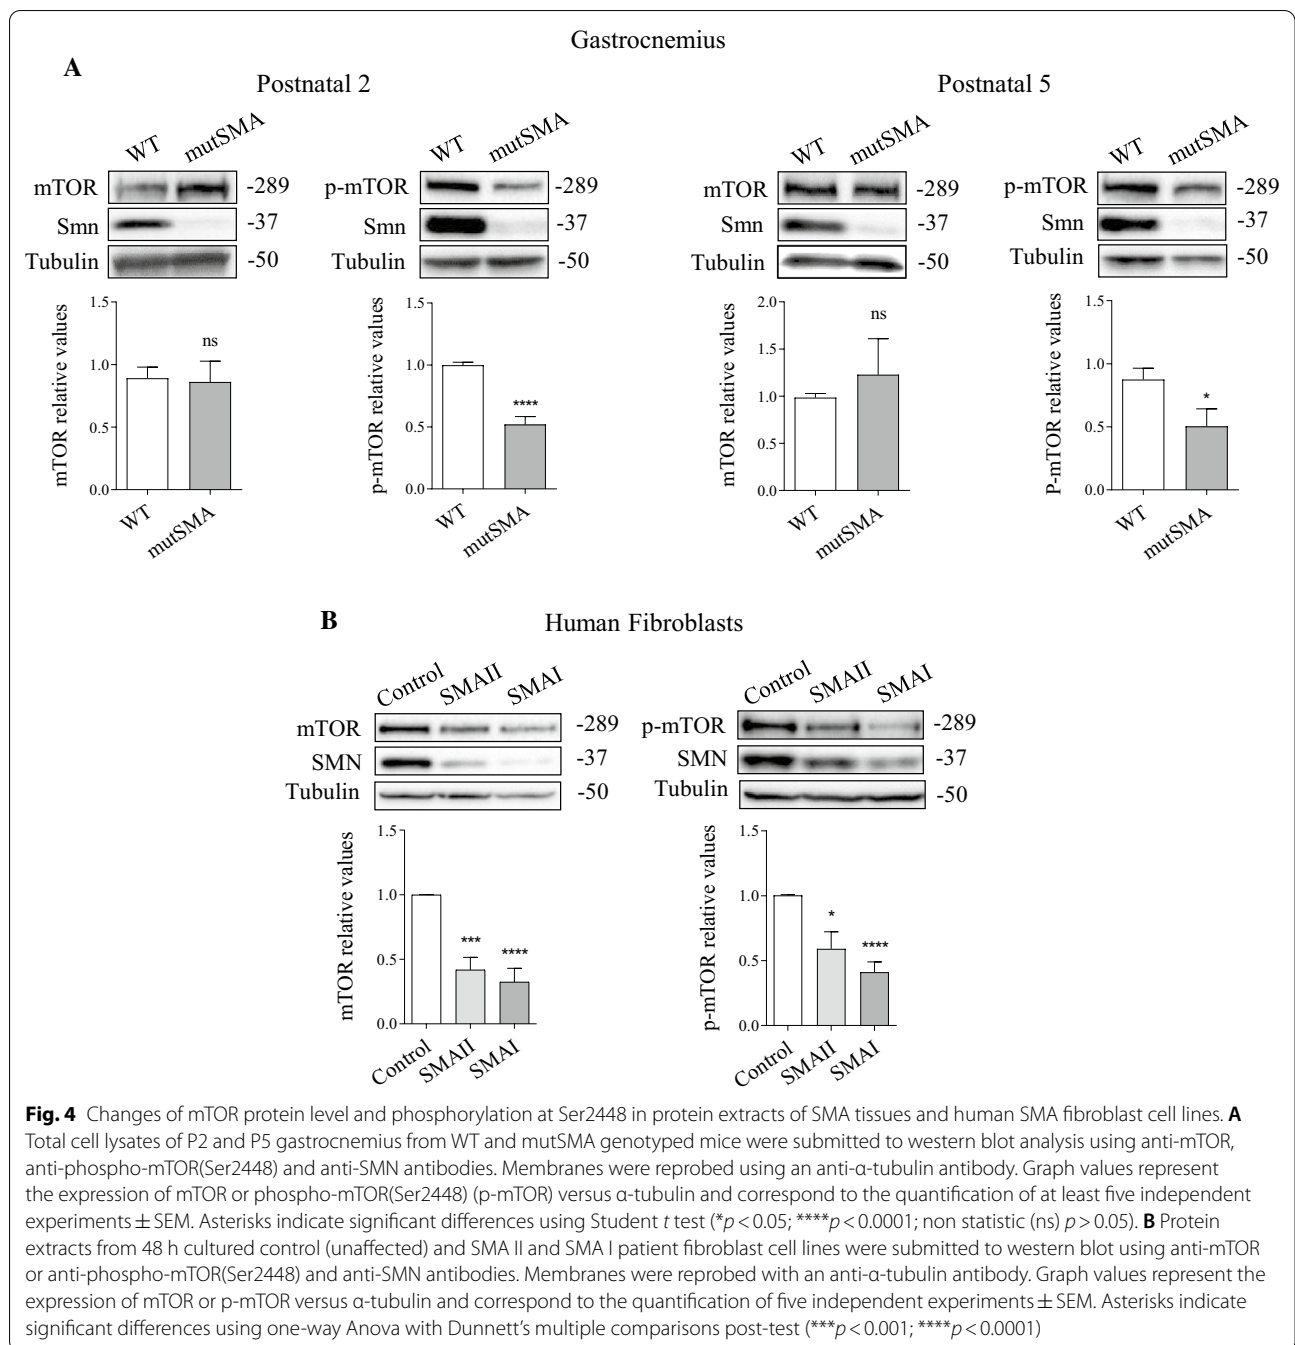 Gastrocnemius
A
Postnatal 2
Postnatal 5
WT mutSMA
mTOR -289
Smn -37
Tubulin -50
mTOR relative values
1.5
1.0
0.5
0.0
ns
WT mutSMA
WT mutSMA
p-mTOR -289
Smn -37
Tubulin -50
p-mTOR relative values
1.5
1.0
0.5
0.0
****
WT mutSMA
WT mutSMA
mTOR -289
Smn -37
Tubulin -50
mTOR relative values
2.0
1.5
1.0
0.5
0.0
ns
WT mutSMA
WT mutSMA
p-mTOR -289
Smn -37
Tubulin -50
P-mTOR relative values
1.5
1.0
0.5
0.0
*
WT mutSMA
B
Human Fibroblasts
Control SMAII SMAI
mTOR -289
SMN -37
Tubulin -50
mTOR relative values
1.5
1.0
0.5
0.0
*** ****
Control SMAII SMAI
Control SMAII SMAI
p-mTOR -289
SMN -37
Tubulin -50
p-mTOR relative values
1.5
1.0
0.5
0.0
* ****
Control SMAII SMAI
Fig. 4 Changes of mTOR protein level and phosphorylation at Ser2448 in protein extracts of SMA tissues and human SMA fibroblast cell lines. A
Total cell lysates of P2 and P5 gastrocnemius from WT and mutSMA genotyped mice were submitted to western blot analysis using anti-mTOR,
anti-phospho-mTOR(Ser2448) and anti-SMN antibodies. Membranes were reprobed using an anti-α-tubulin antibody. Graph values represent
the expression of mTOR or phospho-mTOR(Ser2448) (p-mTOR) versus α-tubulin and correspond to the quantification of at least five independent
experiments ± SEM. Asterisks indicate significant differences using Student t test (*p < 0.05; ****p < 0.0001; non statistic (ns) p > 0.05). B Protein
extracts from 48 h cultured control (unaffected) and SMA II and SMA I patient fibroblast cell lines were submitted to western blot using anti-mTOR
or anti-phospho-mTOR(Ser2448) and anti-SMN antibodies. Membranes were reprobed with an anti-α-tubulin antibody. Graph values represent the
expression of mTOR or p-mTOR versus α-tubulin and correspond to the quantification of five independent experiments ± SEM. Asterisks indicate
significant differences using one-way Anova with Dunnett's multiple comparisons post-test (***p < 0.001; ****p < 0.0001)